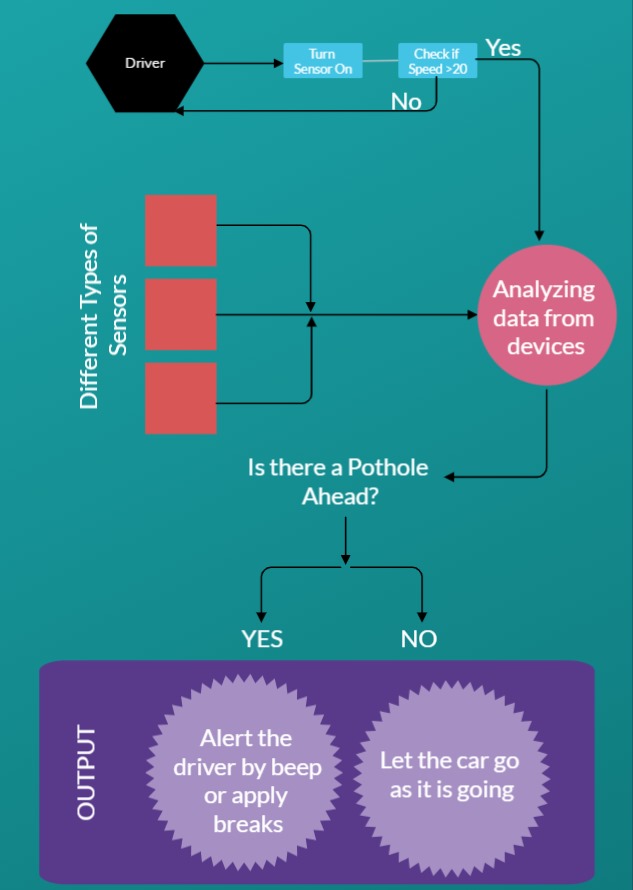 Driver
Turn
Sensor On
Check if
Speed >20
Yes
No
Different Types of
Sensors
Analyzing
data from
devices
Is there a Pothole
Ahead?
YES
NO
OUTPUT
Alert the
driver by beep
or apply
breaks
Let the car go
as it is going